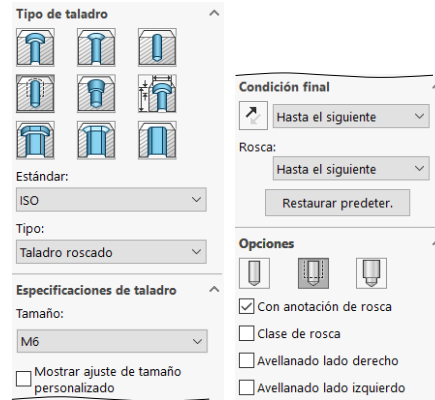 Tipo de taladro
Estándar:
ISO
Tipo:
Taladro roscado
Especificaciones de taladro
Tamaño:
M6
Mostrar ajuste de tamaño
personalizado
Condición final
Hasta el siguiente
Rosca:
Hasta el siguiente
Restaurar predeter.
Opciones
Con anotación de rosca
Clase de rosca
Avellanado lado derecho
Avellanado lado izquierdo